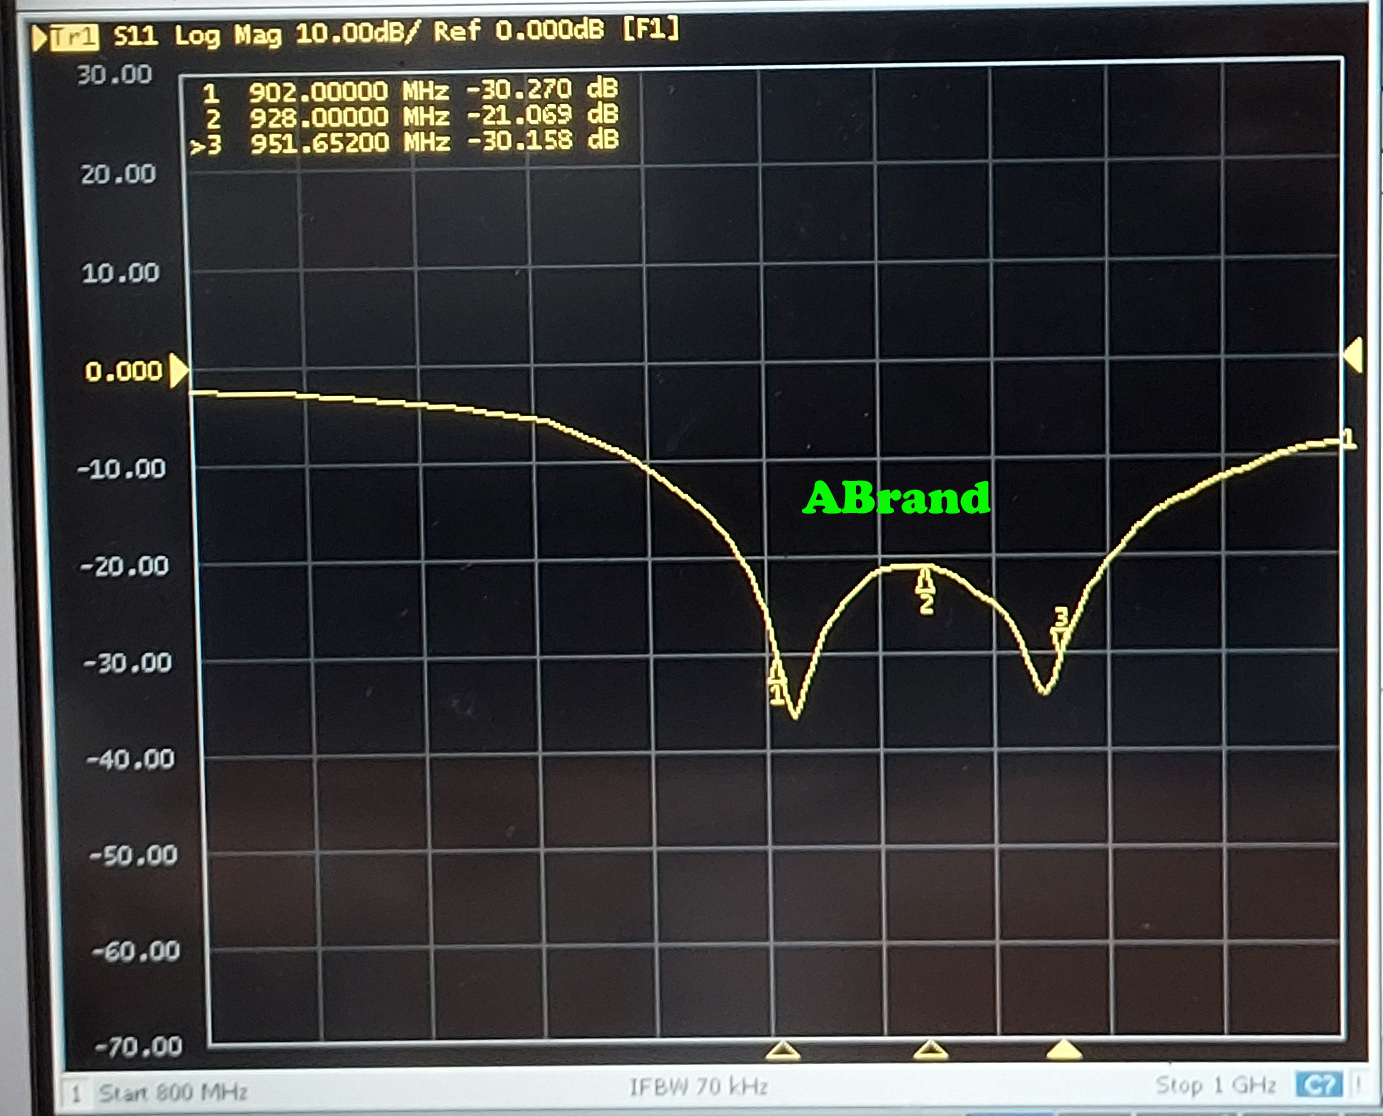 Tr1 S11 Log Mag 10.00dB/ Ref 0.000dB [F1]
30.00
1 902.00000 MHz -30.270 dB
2 928.00000 MHz -21.069 dB
>3 951.65200 MHz -30.158 dB
20.00
10.00
0.000
1
-10.00
ABrand
-20.00
2
3
-30.00
1
-40.00
-50.00
-60.00
-70.00
1 Start 800 MHz IFBW 70 kHz Stop 1 GHz C? !